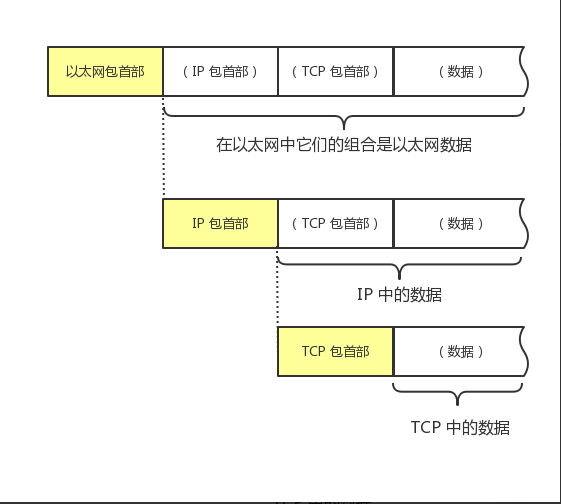 以太网包首部 （ IP 包首部 ） （ TCP 包首部 ） （ 数据 ）
在以太网中它们的组合是以太网数据
IP 包首部 （ TCP 包首部 ） （ 数据 ）
IP 中的数据
TCP 包首部 （ 数据 ）
TCP 中的数据